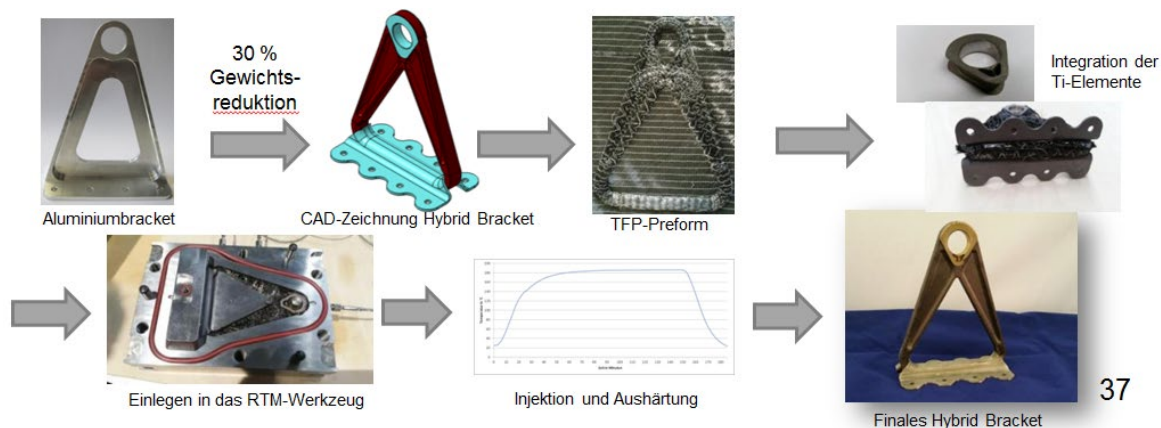 30 %
Gewichts-
reduktion
Integration der
Ti-Elemente
Aluminiumbracket
CAD-Zeichnung Hybrid Bracket
TFP-Preform
Einlegen in das RTM-Werkzeug
Injektion und Aushärtung
Finales Hybrid Bracket
37